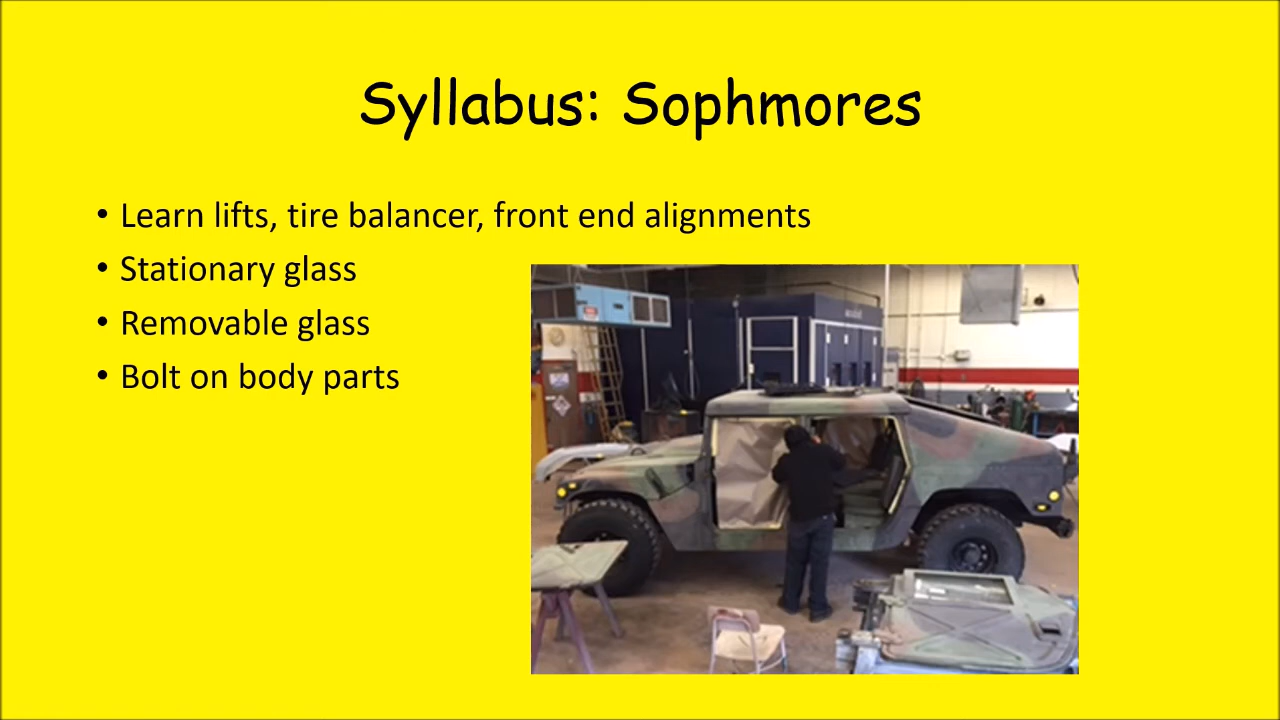 Syllabus: Sophmores
• Learn lifts, tire balancer, front end alignments
• Stationary glass
• Removable glass
• Bolt on body parts